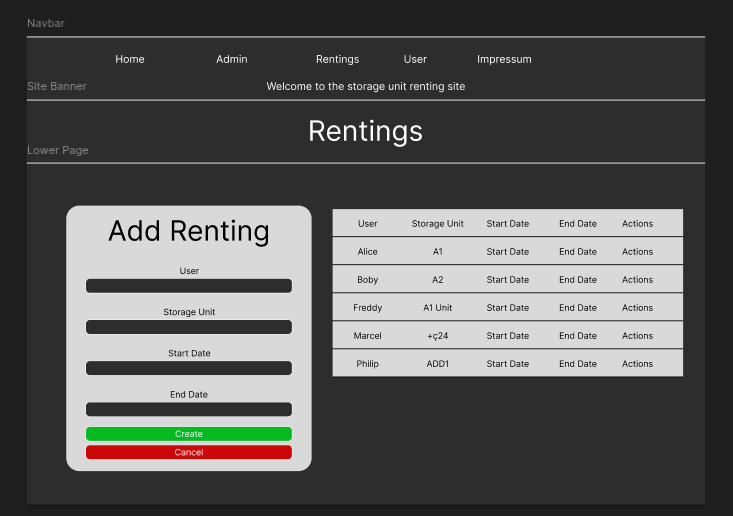 Navbar
Home Admin Rentings User Impressum
Site Banner
Welcome to the storage unit renting site
Rentings
Lower Page
Add Renting
User
Storage Unit
Start Date
End Date
Create
Cancel
User Storage Unit Start Date End Date Actions
Alice A1 Start Date End Date Actions
Boby A2 Start Date End Date Actions
Freddy A1 Unit Start Date End Date Actions
Marcel +ç24 Start Date End Date Actions
Philip ADD1 Start Date End Date Actions